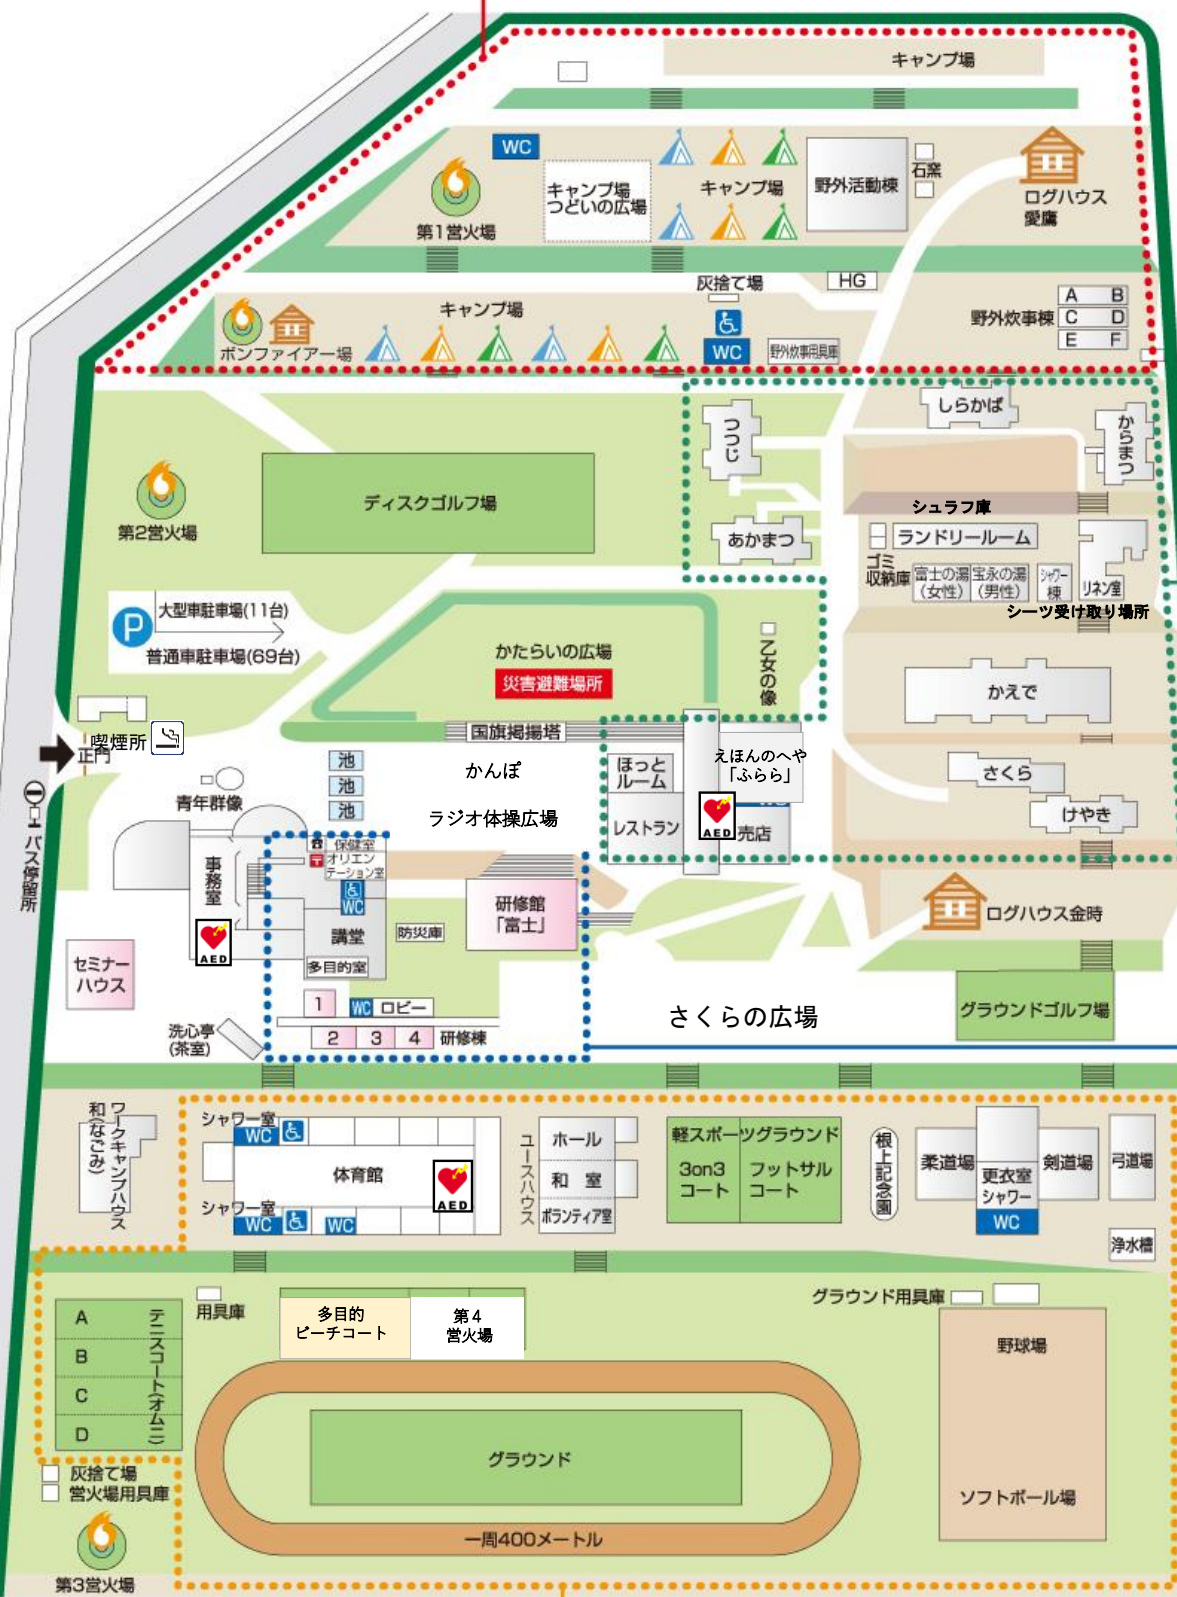 キャンプ場
WC
キャンプ場
つどいの広場
キャンプ場
野外活動棟
石窯
ログハウス
愛鷹
第1営火場
灰捨て場
HG
キャンプ場
野外炊事棟
A B
C D
E F
ボンファイアー場
WC
野外炊事用具庫
つつじ
しらかば
からまつ
ディスクゴルフ場
第2営火場
あかまつ
シュラフ庫
ランドリールーム
ゴミ
収納庫
富士の湯
(女性)
宝永の湯
(男性)
シャワー
棟
リネン室
シーツ受け取り場所
P
大型車駐車場(11台)
普通車駐車場(69台)
かたらいの広場
災害避難場所
乙女の像
かえで
国旗掲揚塔
喫煙所
正門
バス停留所
池
池
池
かんぽ
ラジオ体操広場
ほっと
ルーム
えほんのへや
「ふらら」
レストラン
AED
売店
さくら
けやき
青年群像
事務室
保健室
オリエン
テーション室
WC
講堂
多目的室
防災庫
研修館
「富士」
AED
ログハウス金時
セミナー
ハウス
1
WC
ロビー
2
3
4
研修棟
洗心亭
(茶室)
さくらの広場
グラウンドゴルフ場
ワークキャンプハウス
和(なごみ)
シャワー室
WC
体育館
AED
シャワー室
WC
WC
ユースハウス
ホール
和 室
ボランティア室
軽スポーツグラウンド
3on3
コート
フットサル
コート
根上記念園
柔道場
更衣室
シャワー
WC
剣道場
弓道場
浄水槽
用具庫
多目的
ビーチコート
第4
営火場
グラウンド用具庫
A
B
C
D
テニスコート(オムニ)
野球場
ソフトボール場
グラウンド
一周400メートル
灰捨て場
営火場用具庫
第3営火場